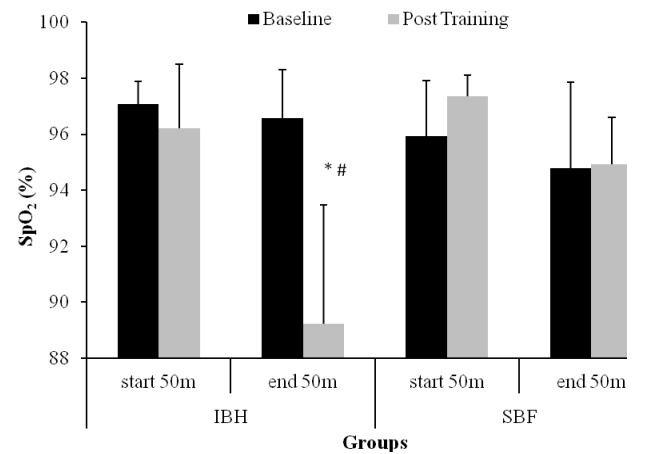 Baseline Post Training
100
98
96
94
92
90
88
SpO₂ (%)
* #
start 50m end 50m start 50m end 50m
IBH SBF
Groups